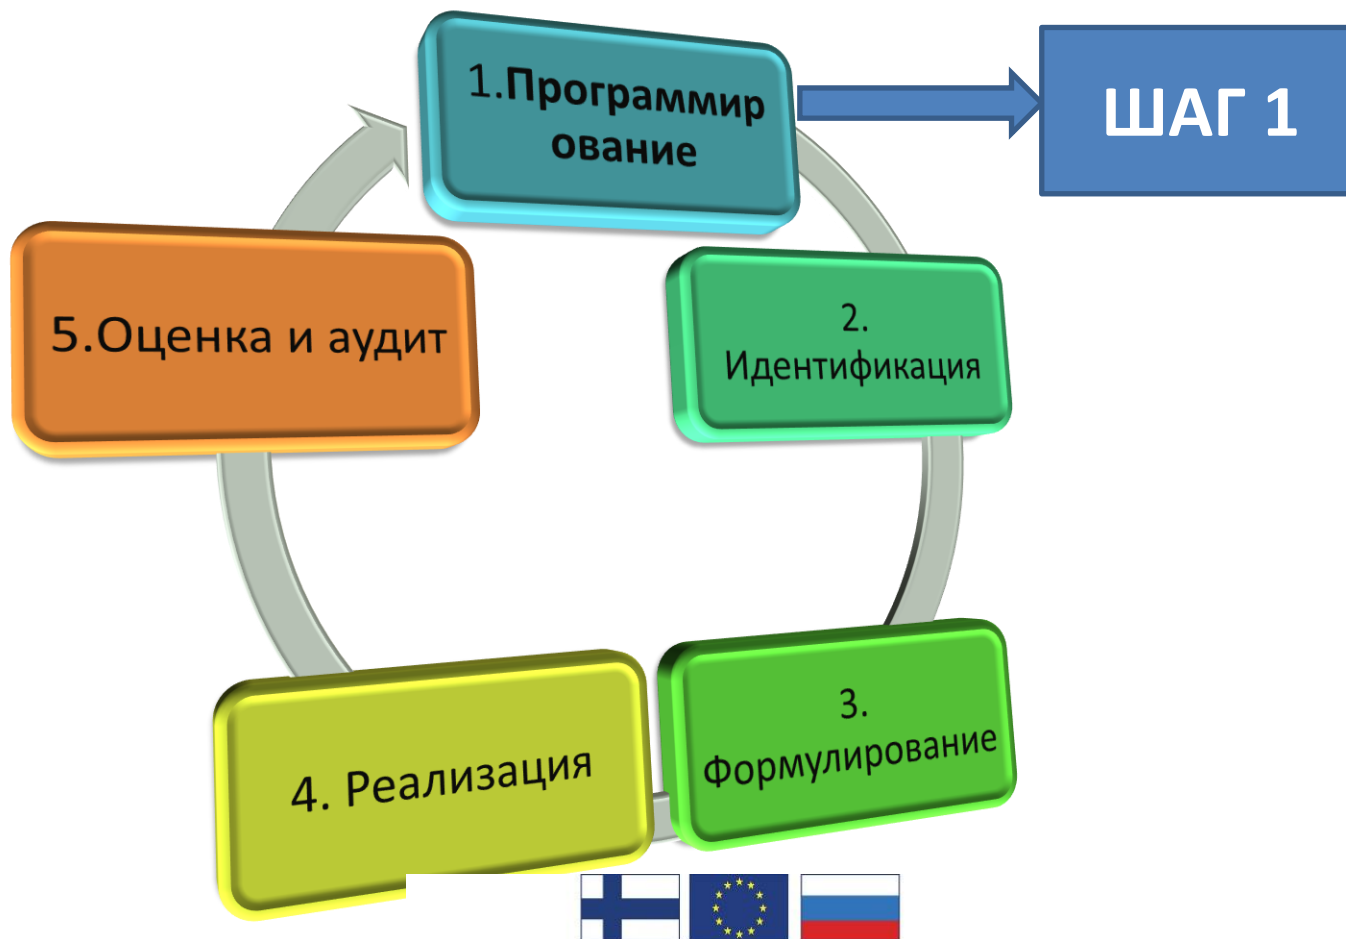 1.Программир
ование
ШАГ 1
2.
Идентификация
3.
Формулирование
4. Реализация
5.Оценка и аудит